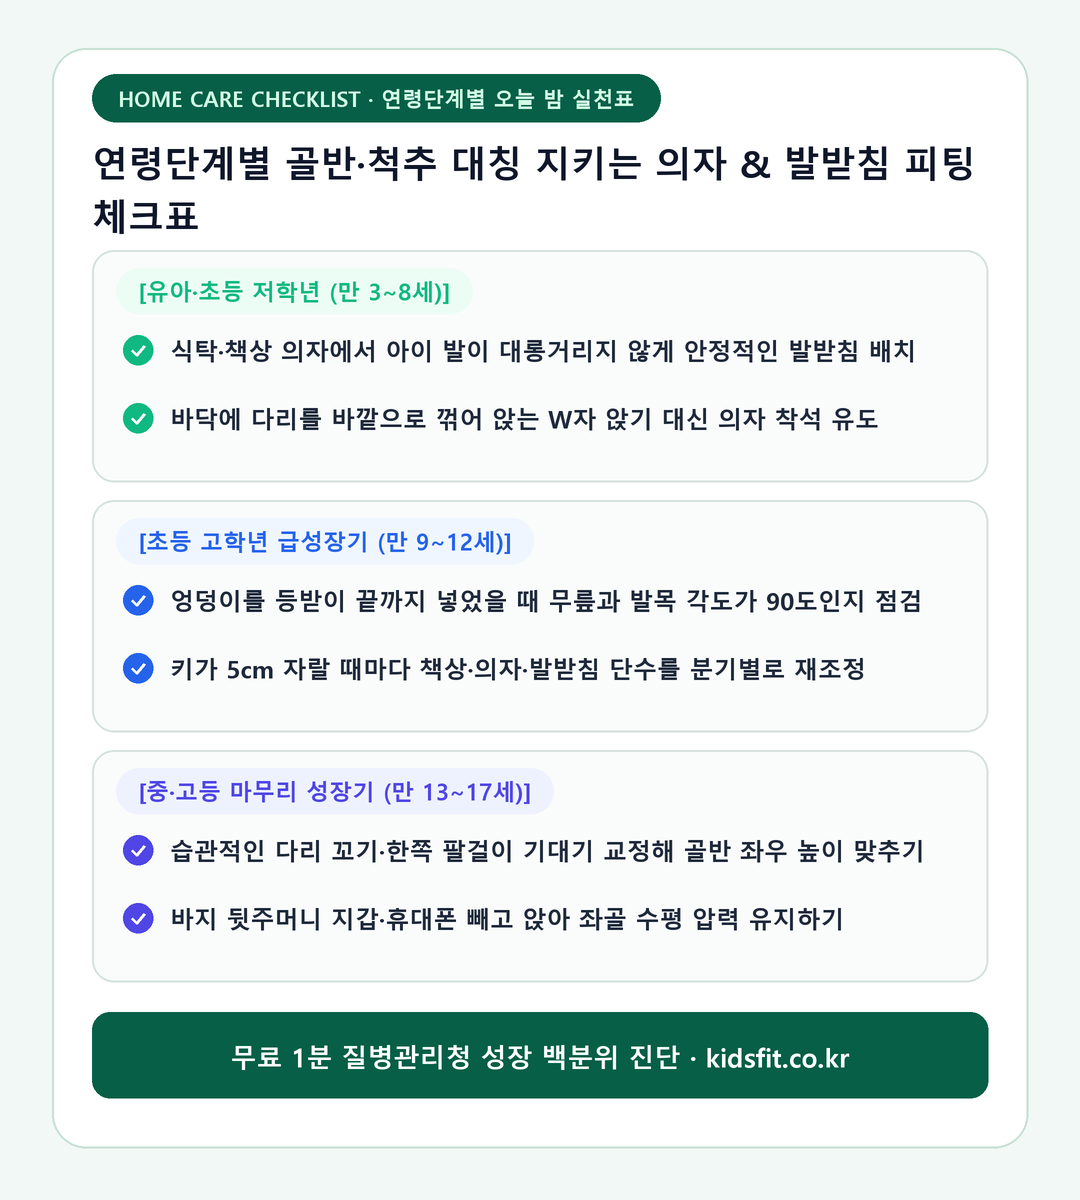 HOME CARE CHECKLIST · 연령단계별 오늘 밤 실천표
연령단계별 골반·척추 대칭 지키는 의자 & 발받침 피팅
체크표
[유아·초등 저학년 (만 3~8세)]
식탁·책상 의자에서 아이 발이 대롱거리지 않게 안정적인 발받침 배치
바닥에 다리를 바깥으로 꺾어 앉는 W자 앉기 대신 의자 착석 유도
[초등 고학년 급성장기 (만 9~12세)]
엉덩이를 등받이 끝까지 넣었을 때 무릎과 발목 각도가 90도인지 점검
키가 5cm 자랄 때마다 책상·의자·발받침 단수를 분기별로 재조정
[중·고등 마무리 성장기 (만 13~17세)]
습관적인 다리 꼬기·한쪽 팔걸이 기대기 교정해 골반 좌우 높이 맞추기
바지 뒷주머니 지갑·휴대폰 빼고 앉아 좌골 수평 압력 유지하기
무료 1분 질병관리청 성장 백분위 진단 · kidsfit.co.kr